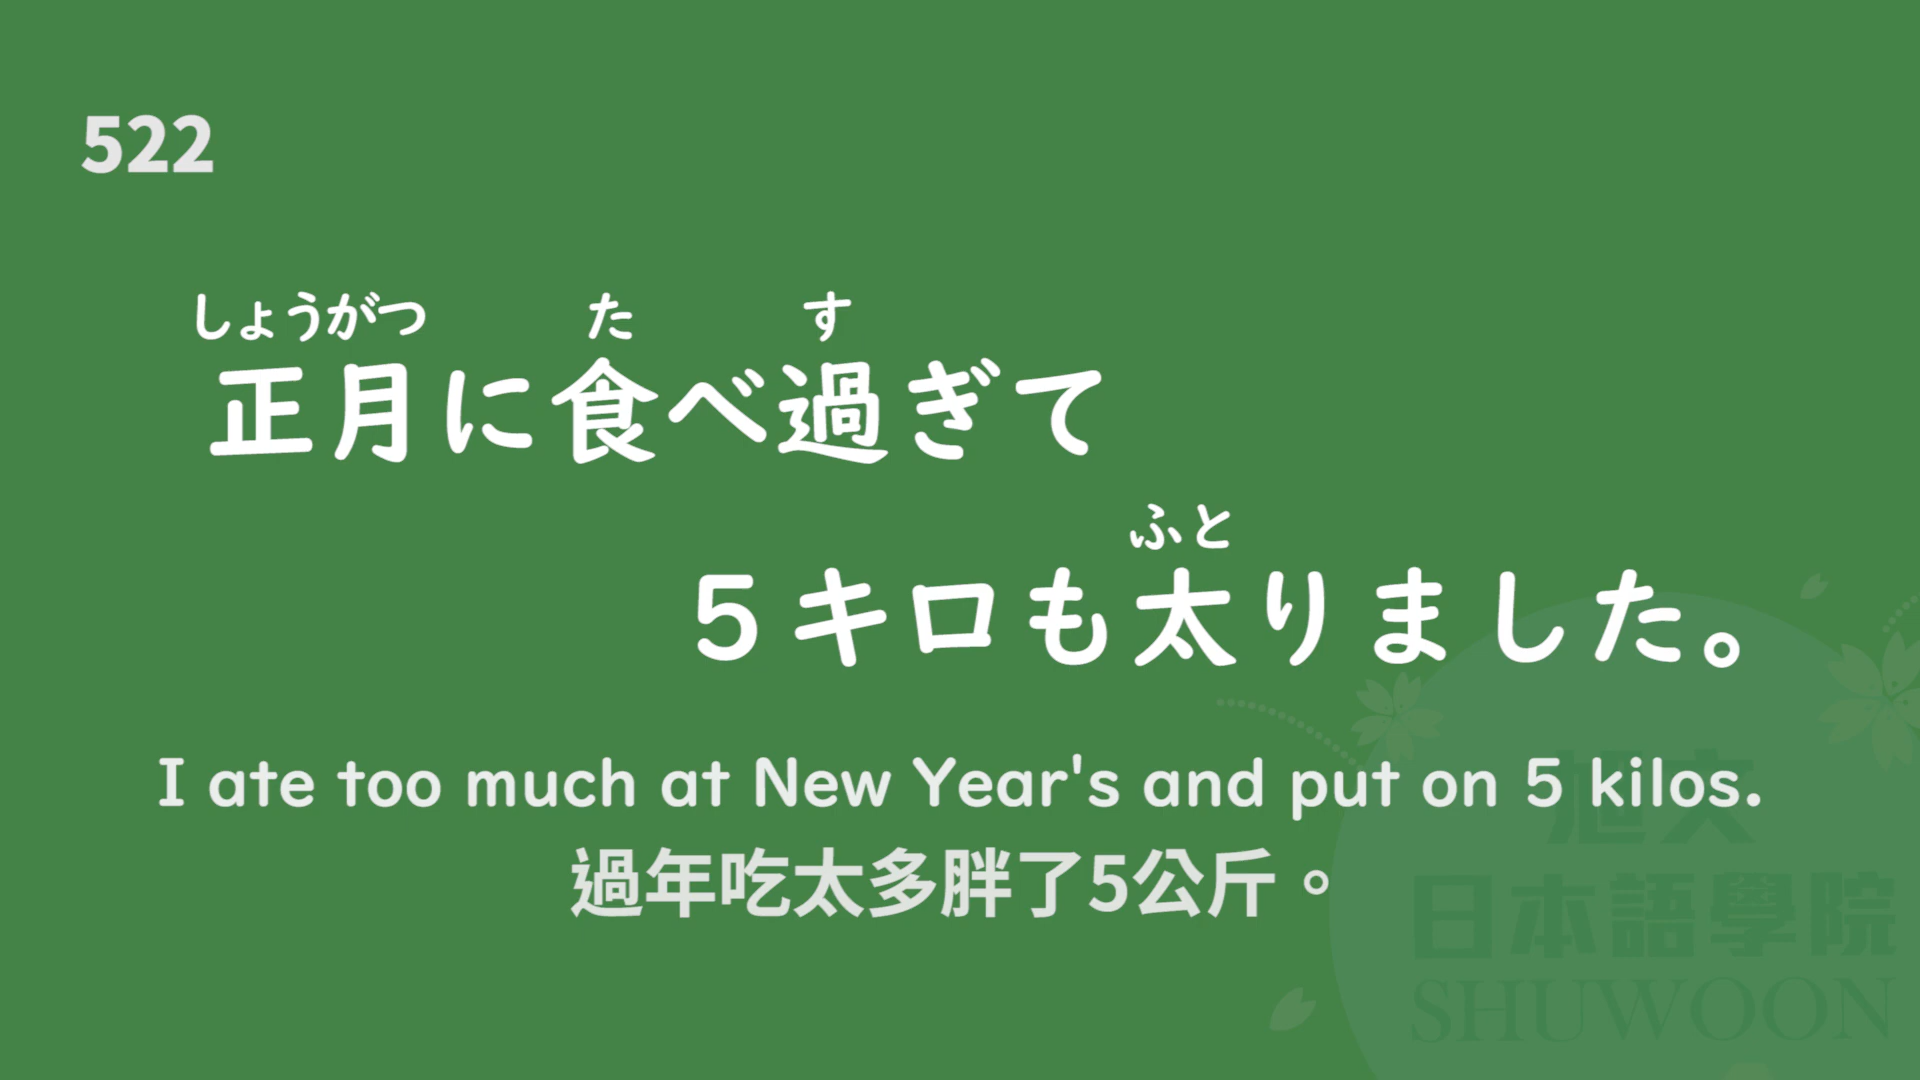 522
しょうがつ た す
正月に食べ過ぎて
ふと
5キロも太りました。
I ate too much at New Year's and put on 5 kilos.
過年吃太多胖了5公斤。
旭文
日本語學院
SHUWOON